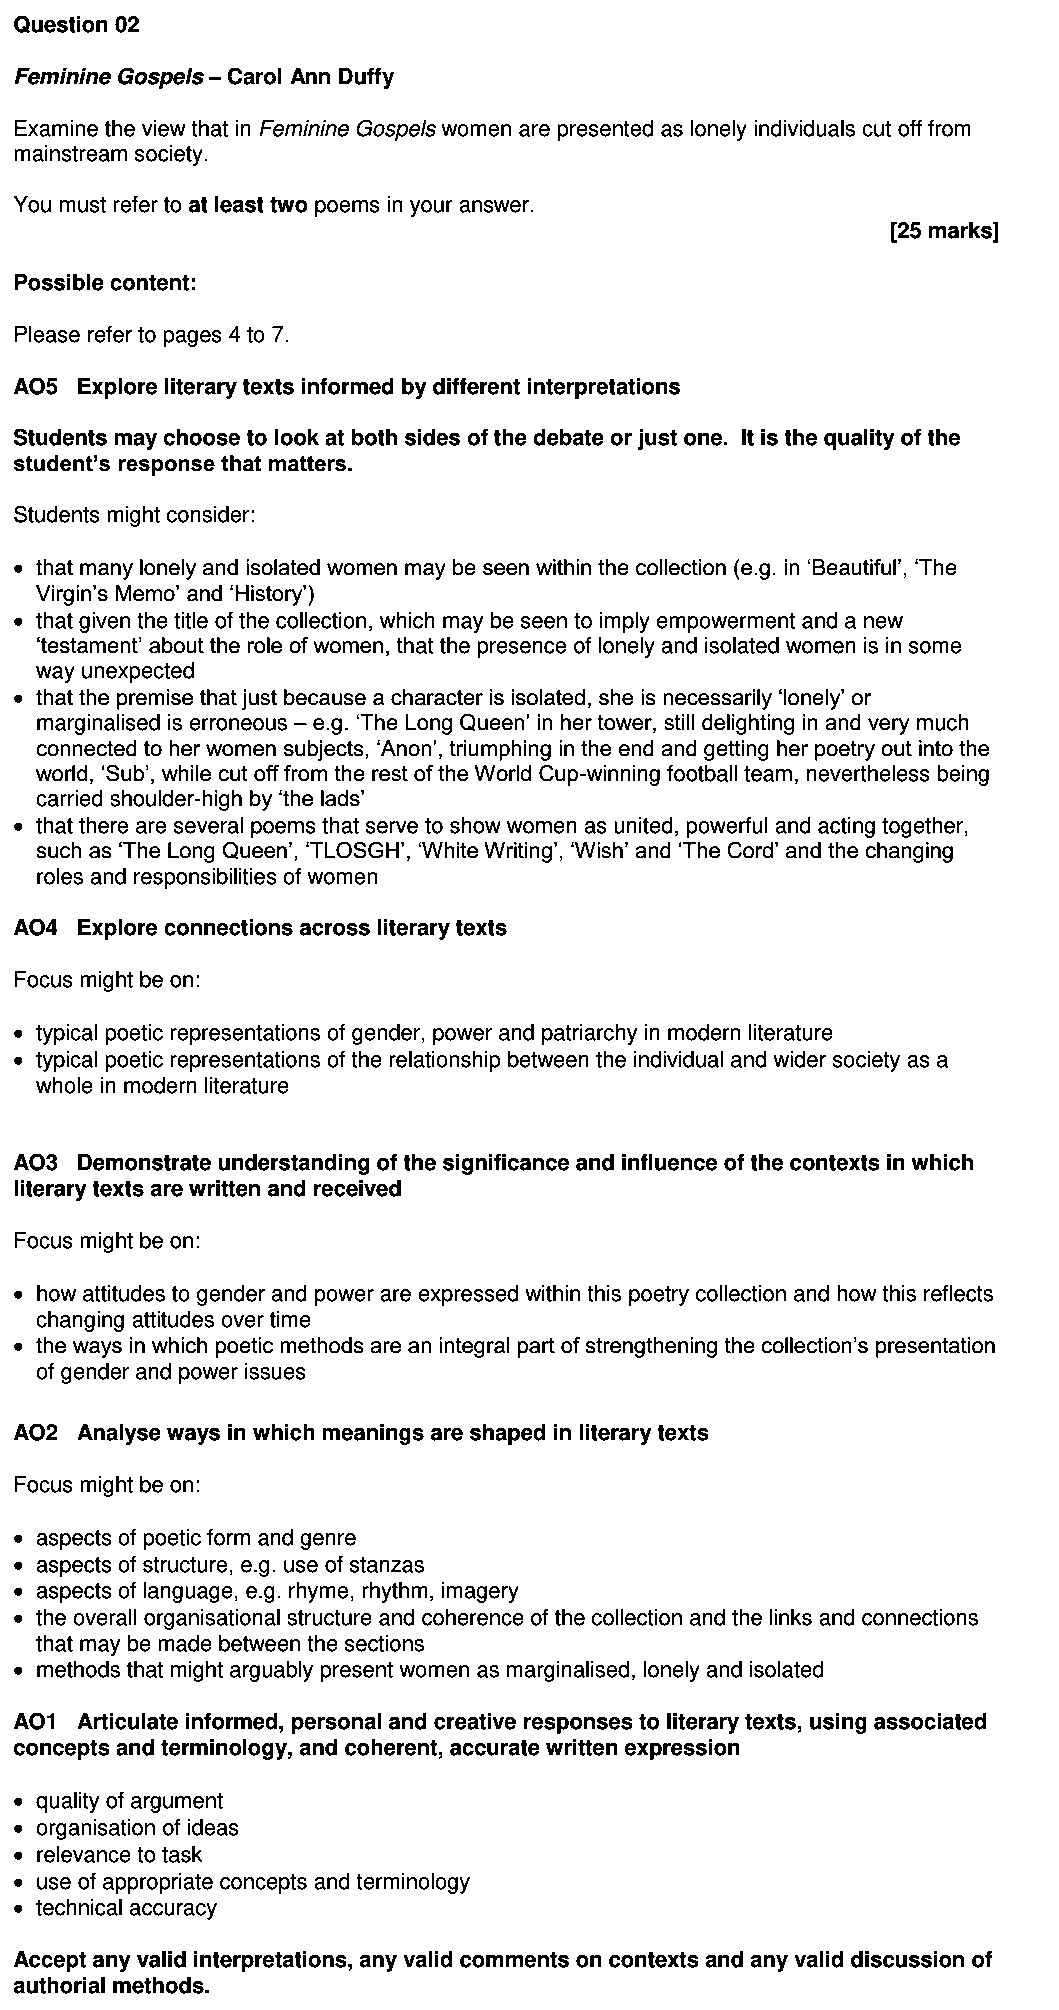 Question 02
Feminine Gospels – Carol Ann Duffy
Examine the view that in Feminine Gospels women are presented as lonely individuals cut off from
mainstream society.
You must refer to at least two poems in your answer.
[25 marks]
Possible content:
Please refer to pages 4 to 7.
AO5 Explore literary texts informed by different interpretations
Students may choose to look at both sides of the debate or just one. It is the quality of the
student’s response that matters.
Students might consider:
• that many lonely and isolated women may be seen within the collection (e.g. in ‘Beautiful’, ‘The
Virgin’s Memo’ and ‘History’)
• that given the title of the collection, which may be seen to imply empowerment and a new
‘testament’ about the role of women, that the presence of lonely and isolated women is in some
way unexpected
• that the premise that just because a character is isolated, she is necessarily ‘lonely’ or
marginalised is erroneous – e.g. ‘The Long Queen’ in her tower, still delighting in and very much
connected to her women subjects, ‘Anon’, triumphing in the end and getting her poetry out into the
world, ‘Sub’, while cut off from the rest of the World Cup-winning football team, nevertheless being
carried shoulder-high by ‘the lads’
• that there are several poems that serve to show women as united, powerful and acting together,
such as ‘The Long Queen’, ‘TLOSGH’, ‘White Writing’, ‘Wish’ and ‘The Cord’ and the changing
roles and responsibilities of women
AO4 Explore connections across literary texts
Focus might be on:
• typical poetic representations of gender, power and patriarchy in modern literature
• typical poetic representations of the relationship between the individual and wider society as a
whole in modern literature
AO3 Demonstrate understanding of the significance and influence of the contexts in which
literary texts are written and received
Focus might be on:
• how attitudes to gender and power are expressed within this poetry collection and how this reflects
changing attitudes over time
• the ways in which poetic methods are an integral part of strengthening the collection’s presentation
of gender and power issues
AO2 Analyse ways in which meanings are shaped in literary texts
Focus might be on:
• aspects of poetic form and genre
• aspects of structure, e.g. use of stanzas
• aspects of language, e.g. rhyme, rhythm, imagery
• the overall organisational structure and coherence of the collection and the links and connections
that may be made between the sections
• methods that might arguably present women as marginalised, lonely and isolated
AO1 Articulate informed, personal and creative responses to literary texts, using associated
concepts and terminology, and coherent, accurate written expression
• quality of argument
• organisation of ideas
• relevance to task
• use of appropriate concepts and terminology
• technical accuracy
Accept any valid interpretations, any valid comments on contexts and any valid discussion of
authorial methods.